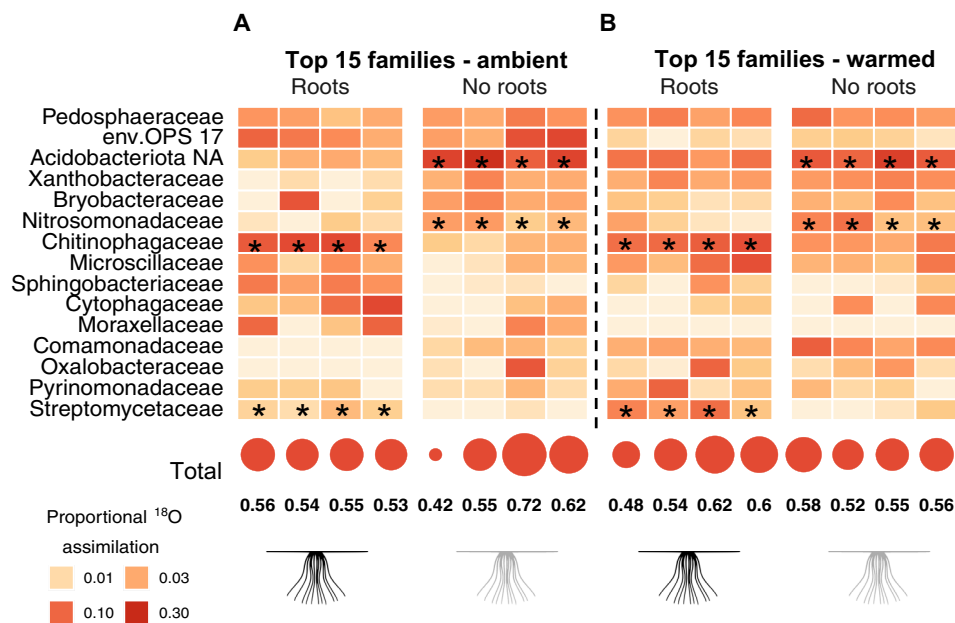 A
B
Top 15 families - ambient
Top 15 families - warmed
Roots
No roots
Roots
No roots
Pedosphaeraceae
env.OPS 17
Acidobacteriota NA
* * * *
* * * *
Xanthobacteraceae
Bryobacteraceae
Nitrosomonadaceae
* * * *
* * * *
Chitinophagaceae
* * * *
* * * *
Microscillaceae
Sphingobacteriaceae
Cytophagaceae
Moraxellaceae
Comamonadaceae
Oxalobacteraceae
Pyrinomonadaceae
Streptomycetaceae
* * * *
* * * *
Total
0.56 0.54 0.55 0.53 0.42 0.55 0.72 0.62 0.48 0.54 0.62 0.6 0.58 0.52 0.55 0.56
Proportional ¹⁸O
assimilation
0.01 0.03
0.10 0.30